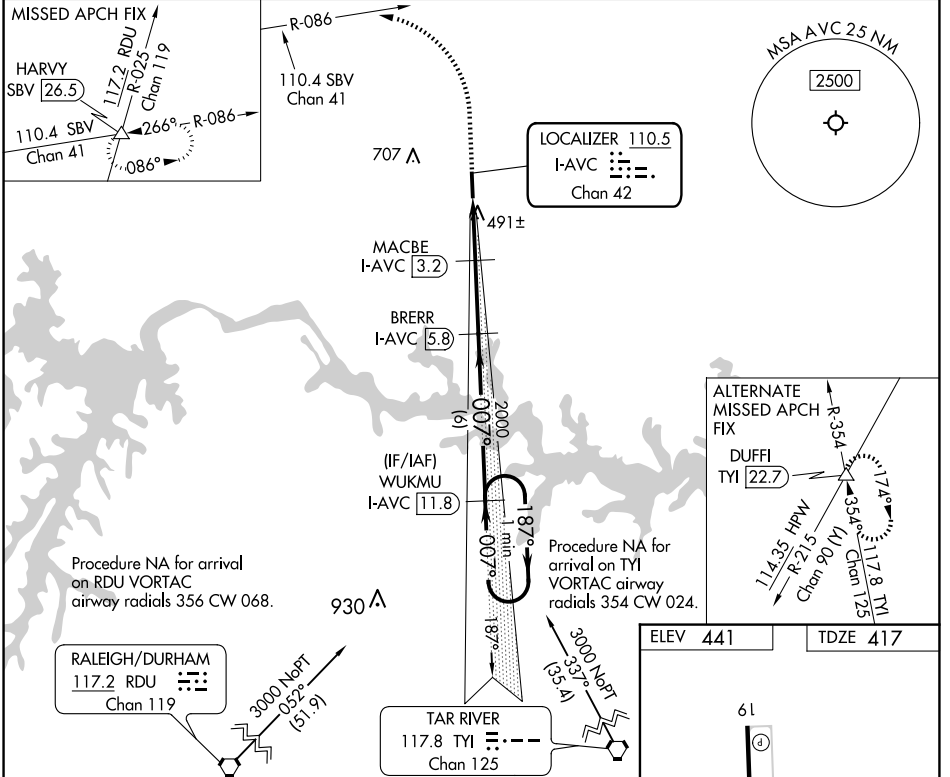 MISSED APCH FIX
HARVY
SBV 26.5
117.2 RDU
R-025
Chan 119
110.4 SBV
Chan 41
266°
R-086
086°
R-086
110.4 SBV
Chan 41
MSA AVC 25 NM
2500
LOCALIZER 110.5
I-AVC
Chan 42
707
491±
MACBE
I-AVC 3.2
BRERR
I-AVC 5.8
2000
007°
(6)
(IF/IAF)
WUKMU
I-AVC 11.8
187°
1 min
007°
187°
ALTERNATE
MISSED APCH
FIX
DUFFI
TYI 22.7
R-354
174°
354°
117.8 TYI
Chan 125
114.35 HPW
R-215
Chan 90 (Y)
Procedure NA for arrival
on RDU VORTAC
airway radials 356 CW 068.
930
Procedure NA for
arrival on TYI
VORTAC airway
radials 354 CW 024.
RALEIGH/DURHAM
117.2 RDU
Chan 119
3000 NoPT
052°
(51.9)
TAR RIVER
117.8 TYI
Chan 125
3000 NoPT
337°
(35.4)
ELEV 441
TDZE 417
19
P